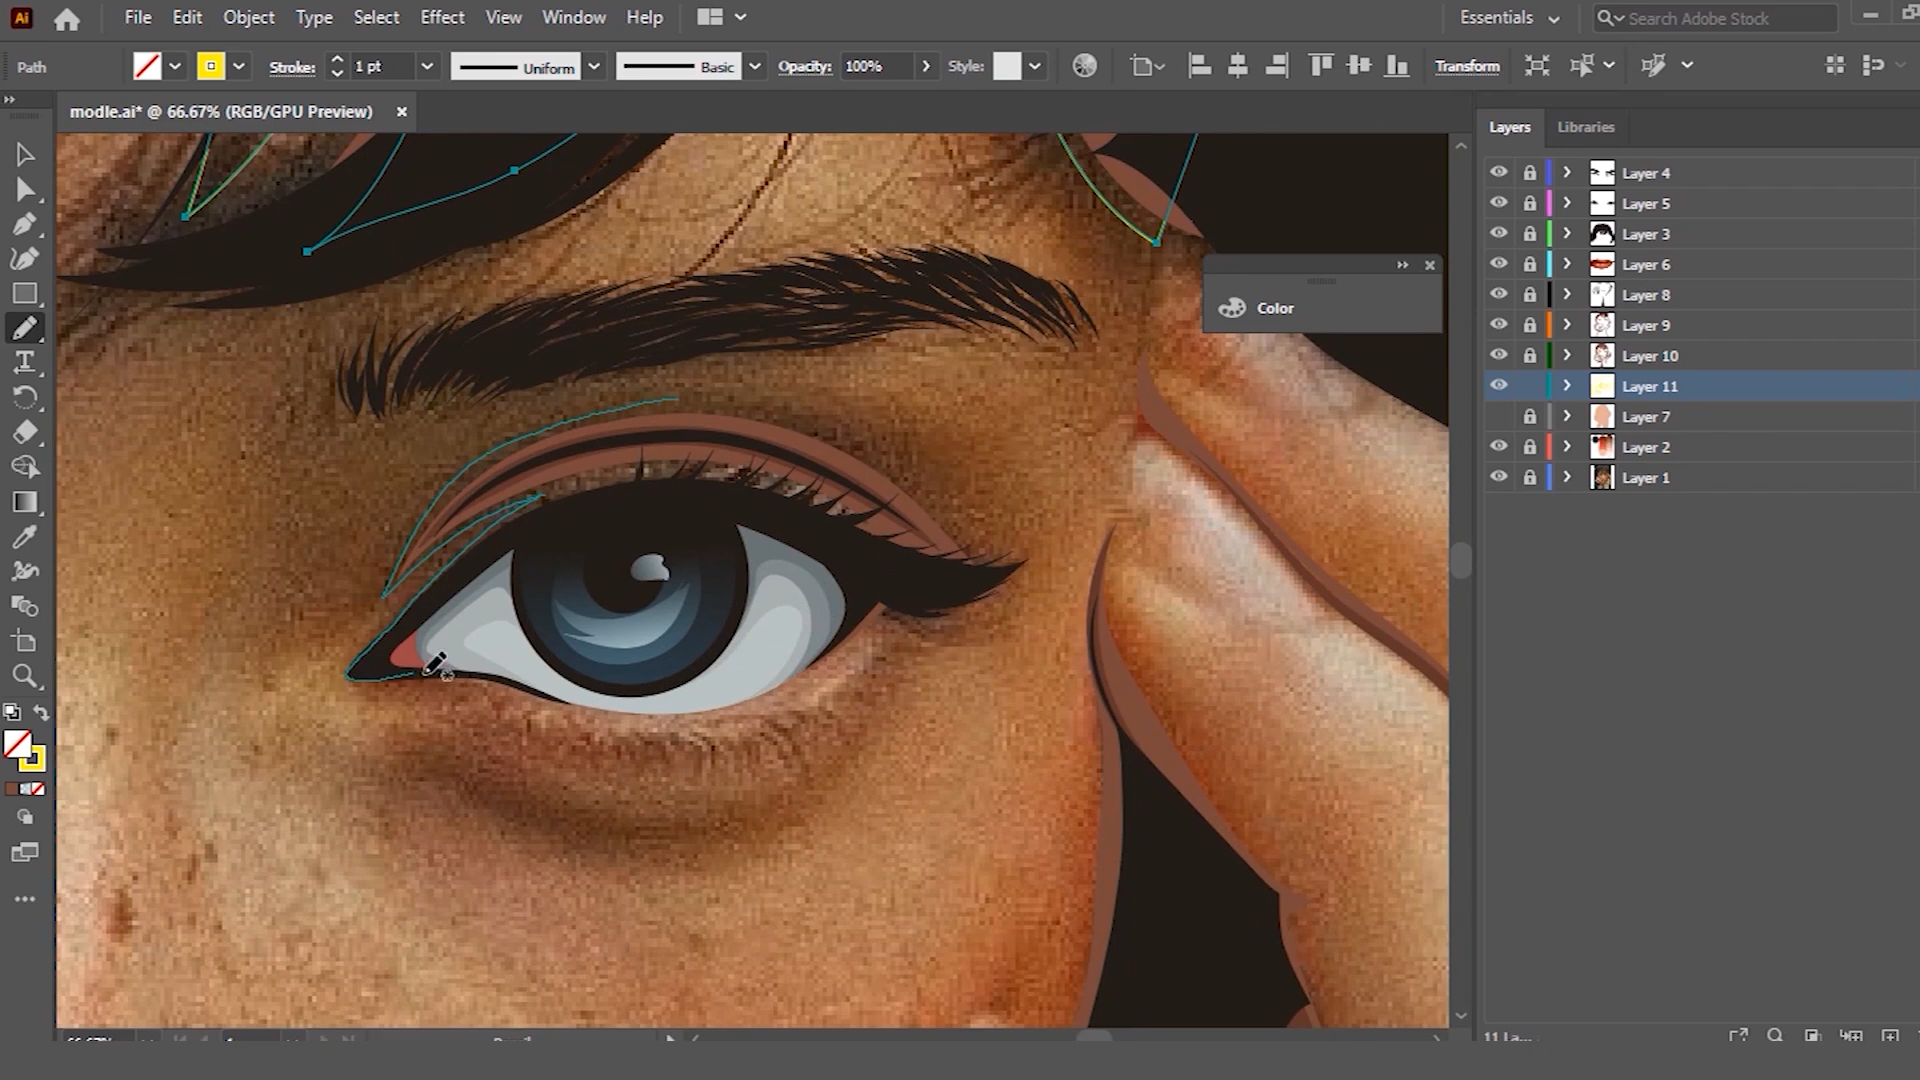 Ai File Edit Object Type Select Effect View Window Help Essentials Search Adobe Stock
Path Stroke: 1 pt Uniform Basic Opacity: 100% Style: Transform
modle.ai* @ 66.67% (RGB/GPU Preview)
Layers Libraries
Layer 4
Layer 5
Layer 3
Layer 6
Layer 8
Color
Layer 9
Layer 10
Layer 11
Layer 7
Layer 2
Layer 1